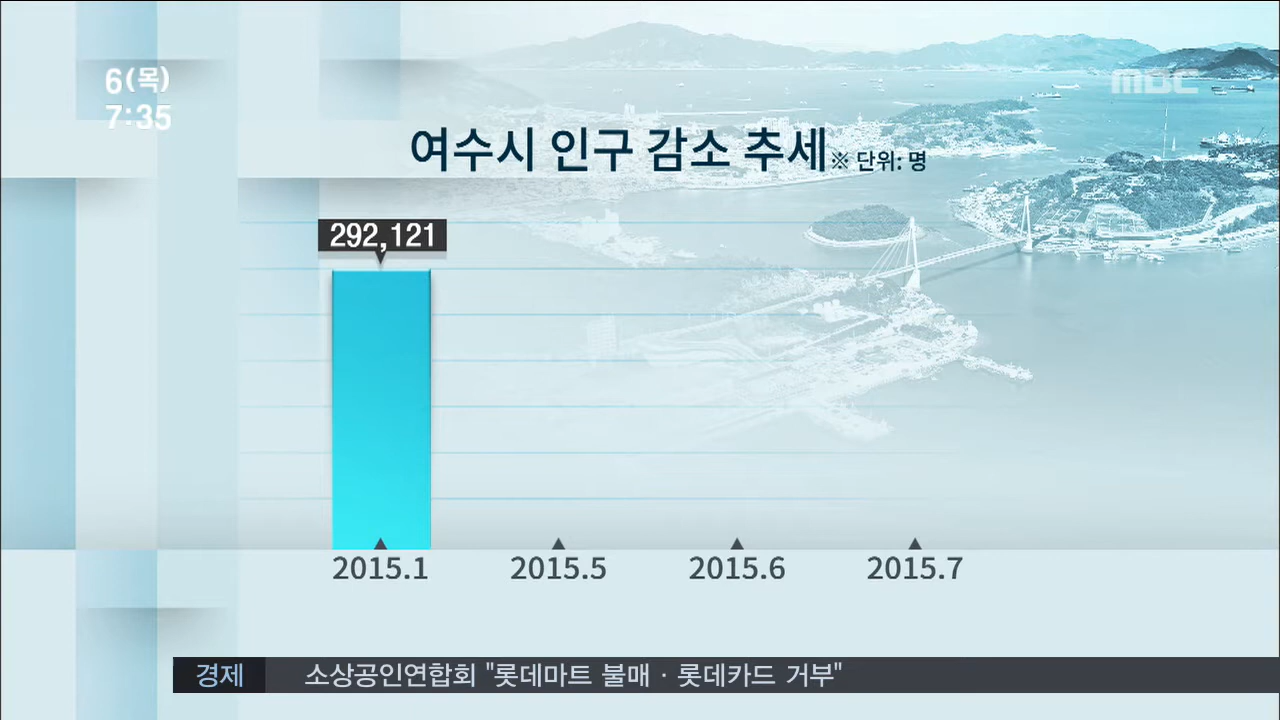 6(목)
7:35
MBC
여수시 인구 감소 추세 ※ 단위: 명
292,121
2015.1 2015.5 2015.6 2015.7
경제 소상공인연합회 "롯데마트 불매 · 롯데카드 거부"